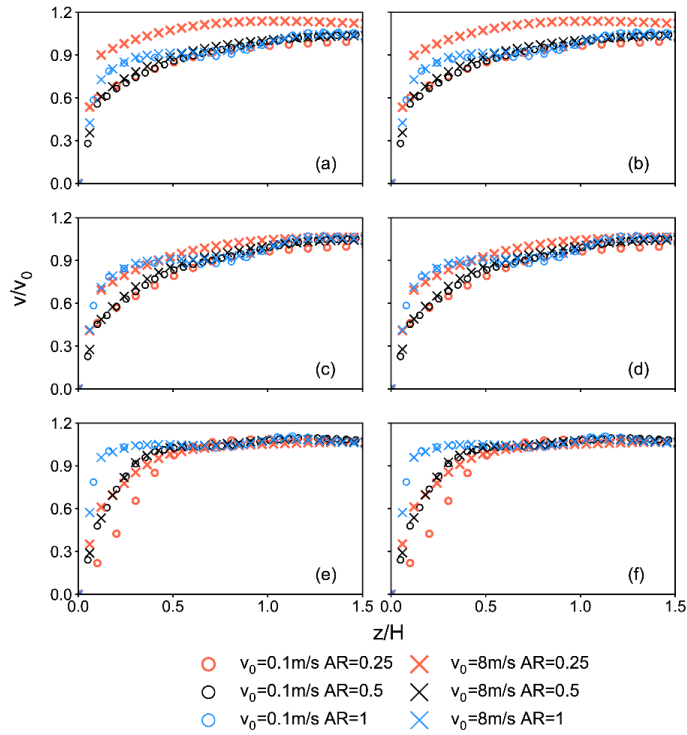 1.2
0.9
0.6
0.3
0.0
(a)
(b)
1.2
0.9
0.6
0.3
0.0
(c)
(d)
v/v0
1.2
0.9
0.6
0.3
0.0
(e)
(f)
0.0 0.5 1.0 1.5 0.0 0.5 1.0 1.5
z/H
v0=0.1m/s AR=0.25 v0=8m/s AR=0.25
v0=0.1m/s AR=0.5 v0=8m/s AR=0.5
v0=0.1m/s AR=1 v0=8m/s AR=1